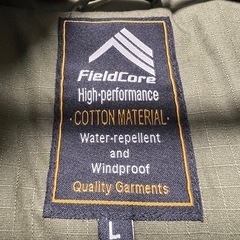 FieldCore
High-performance
· COTTON MATERIAL ·
Water-repellent
and
Windproof
Quality Garments
L